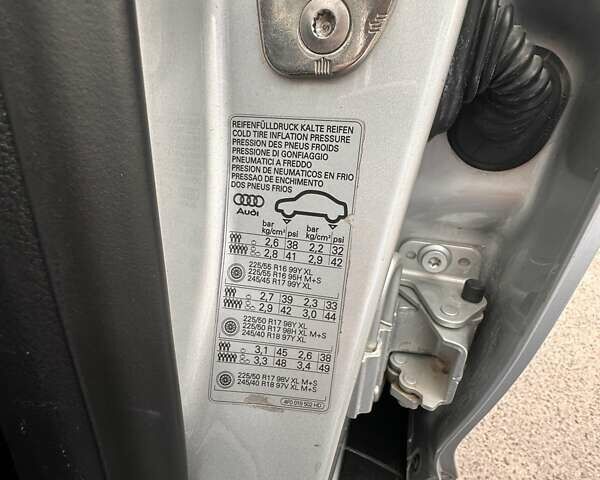 REIFENFÜLLDRUCK KALTE REIFEN
COLD TIRE INFLATION PRESSURE
PRESSION DES PNEUS FROIDS
PRESSIONE DI GONFIAGGIO
PNEUMATICI A FREDDO
PRESION DE NEUMATICOS EN FRIO
PRESSAO DE ENCHIMENTO
DOS PNEUS FRIOS
Audi
bar kg/cm² psi bar kg/cm² psi
2,6 38 2,2 32
2,8 41 2,9 42
225/55 R16 99Y XL
225/55 R16 95H M+S
245/45 R17 99Y XL
2,7 39 2,3 33
2,9 42 3,0 44
225/50 R17 98Y XL
225/50 R17 98H XL M+S
245/40 R18 97Y XL
3,1 45 2,6 38
3,3 48 3,4 49
225/50 R17 98V XL M+S
245/40 R18 97V XL M+S
4F0 010 502 HD